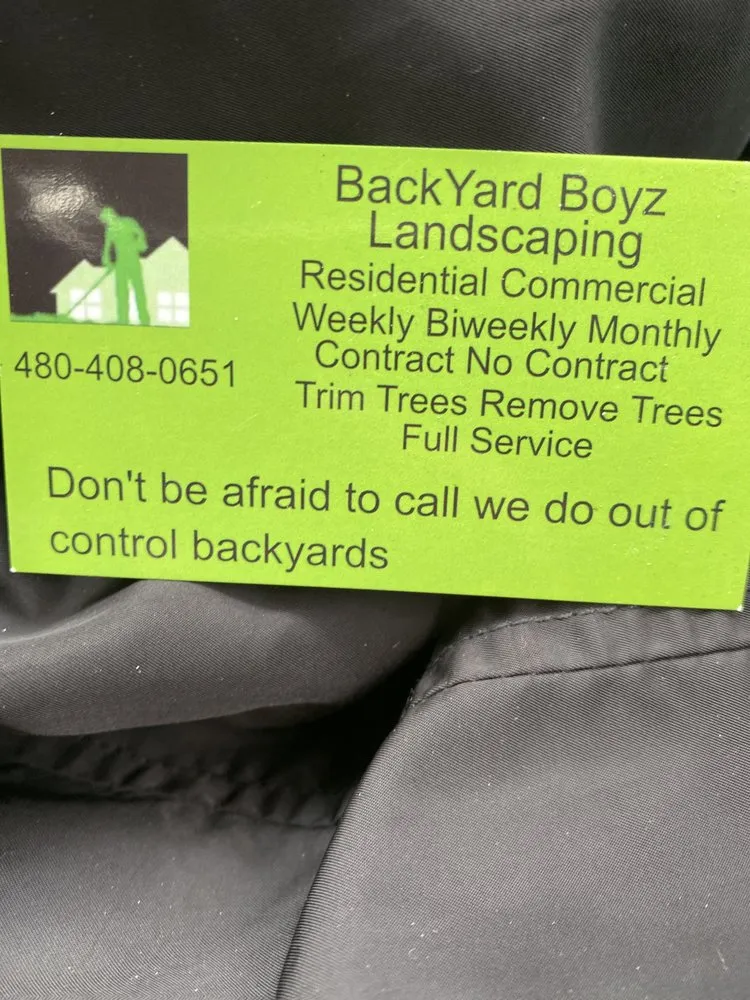 BackYard Boyz
Landscaping
Residential Commercial
Weekly Biweekly Monthly
Contract No Contract
Trim Trees Remove Trees
Full Service
480-408-0651
Don't be afraid to call we do out of
control backyards